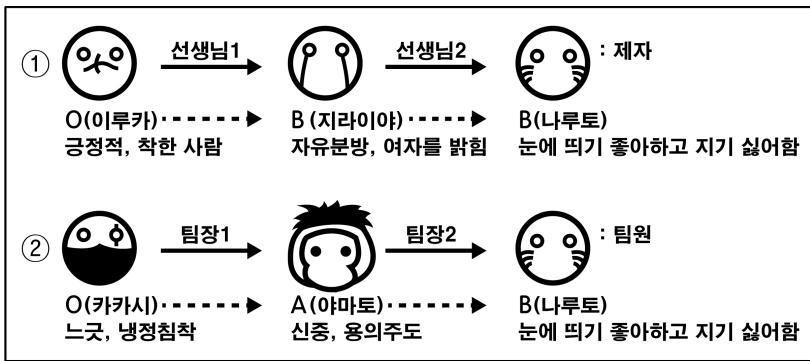 ① 선생님1 선생님2 : 제자
O(이루카) B(지라이야) B(나루토)
긍정적, 착한 사람 자유분방, 여자를 밝힘 눈에 띄기 좋아하고 지기 싫어함
② 팀장1 팀장2 : 팀원
O(카카시) A(야마토) B(나루토)
느긋, 냉정침착 신중, 용의주도 눈에 띄기 좋아하고 지기 싫어함